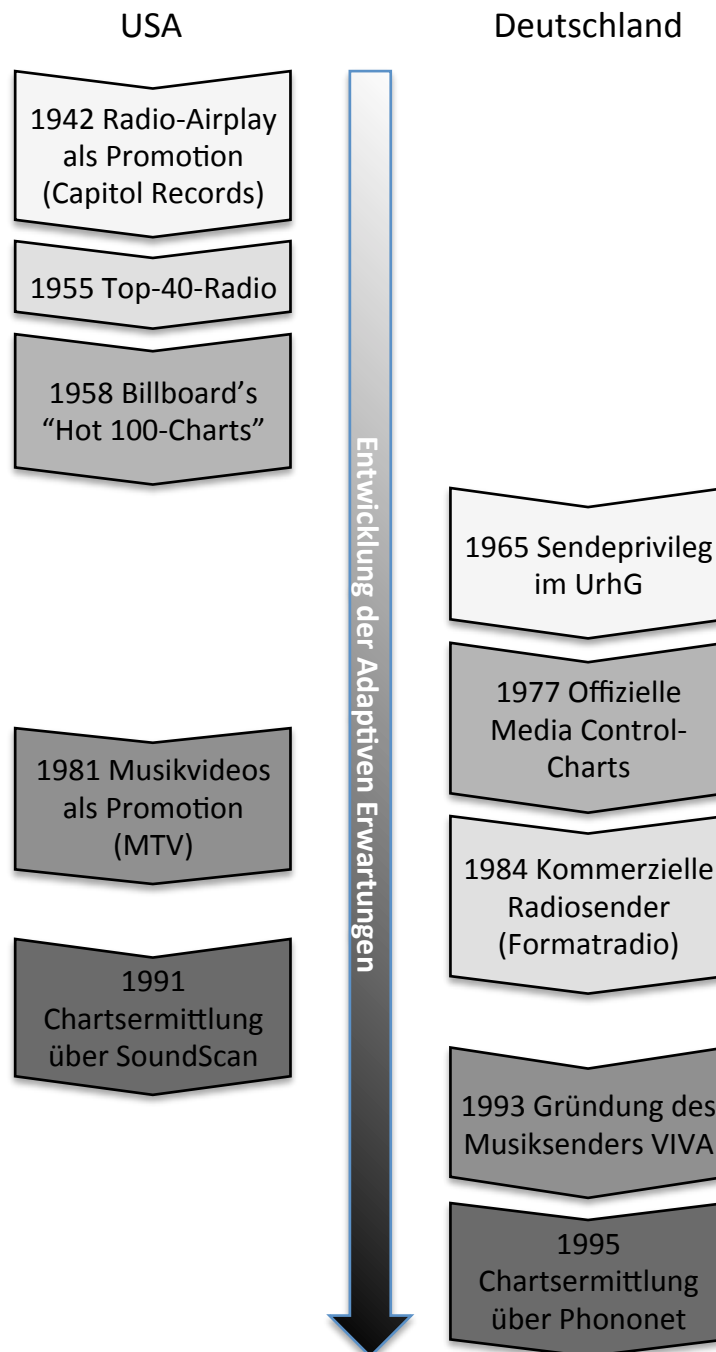 USA
1942 Radio-Airplay
als Promotion
(Capitol Records)
1955 Top-40-Radio
1958 Billboard’s
“Hot 100-Charts”
1981 Musikvideos
als Promotion
(MTV)
1991
Chartsermittlung
über SoundScan
Entwicklung der Adaptiven Erwartungen
Deutschland
1965 Sendeprivileg
im UrhG
1977 Offizielle
Media Control-
Charts
1984 Kommerzielle
Radiosender
(Formatradio)
1993 Gründung des
Musiksenders VIVA
1995
Chartsermittlung
über Phononet